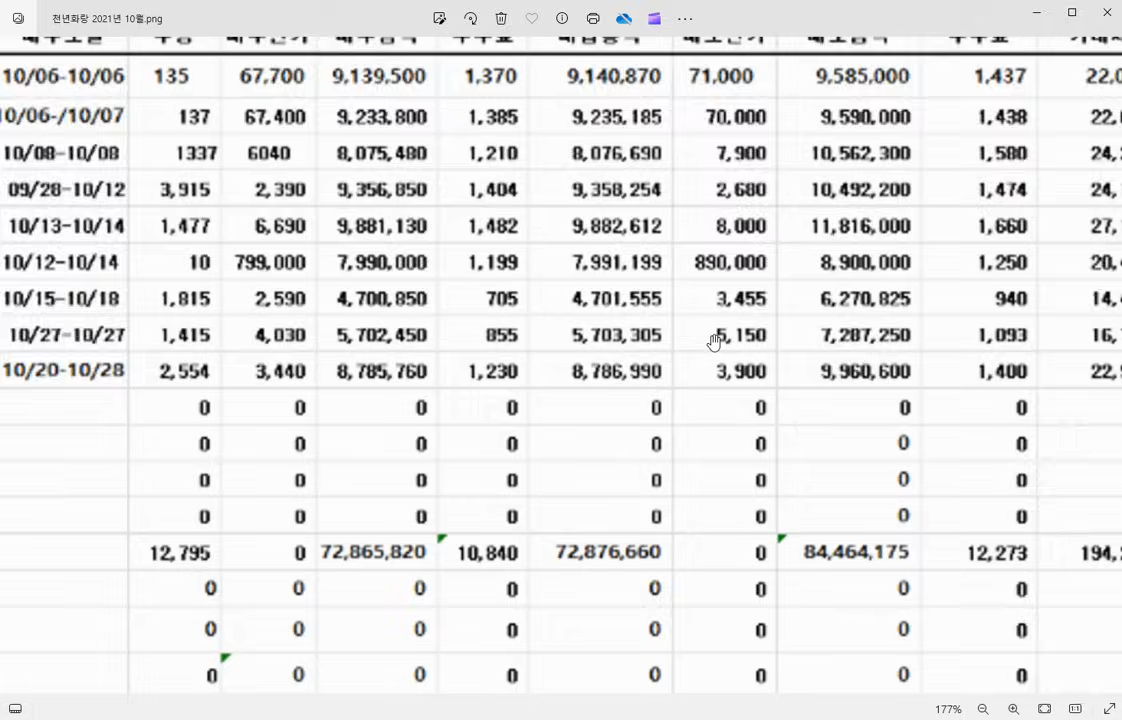 천년화랑 2021년 10월.png
10/06-10/06 135 67,700 9,139,500 1,370 9,140,870 71,000 9,585,000 1,437
10/06-/10/07 137 67,400 9,233,800 1,385 9,235,185 70,000 9,590,000 1,438
10/08-10/08 1337 6040 8,075,480 1,210 8,076,690 7,900 10,562,300 1,580
09/28-10/12 3,915 2,390 9,356,850 1,404 9,358,254 2,680 10,492,200 1,474
10/13-10/14 1,477 6,690 9,881,130 1,482 9,882,612 8,000 11,816,000 1,660
10/12-10/14 10 799,000 7,990,000 1,199 7,991,199 890,000 8,900,000 1,250
10/15-10/18 1,815 2,590 4,700,850 705 4,701,555 3,455 6,270,825 940
10/27-10/27 1,415 4,030 5,702,450 855 5,703,305 5,150 7,287,250 1,093
10/20-10/28 2,554 3,440 8,785,760 1,230 8,786,990 3,900 9,960,600 1,400
0 0 0 0 0 0 0 0
0 0 0 0 0 0 0 0
0 0 0 0 0 0 0 0
0 0 0 0 0 0 0 0
12,795 0 72,865,820 10,840 72,876,660 0 84,464,175 12,273
0 0 0 0 0 0 0 0
0 0 0 0 0 0 0 0
0 0 0 0 0 0 0 0
177%